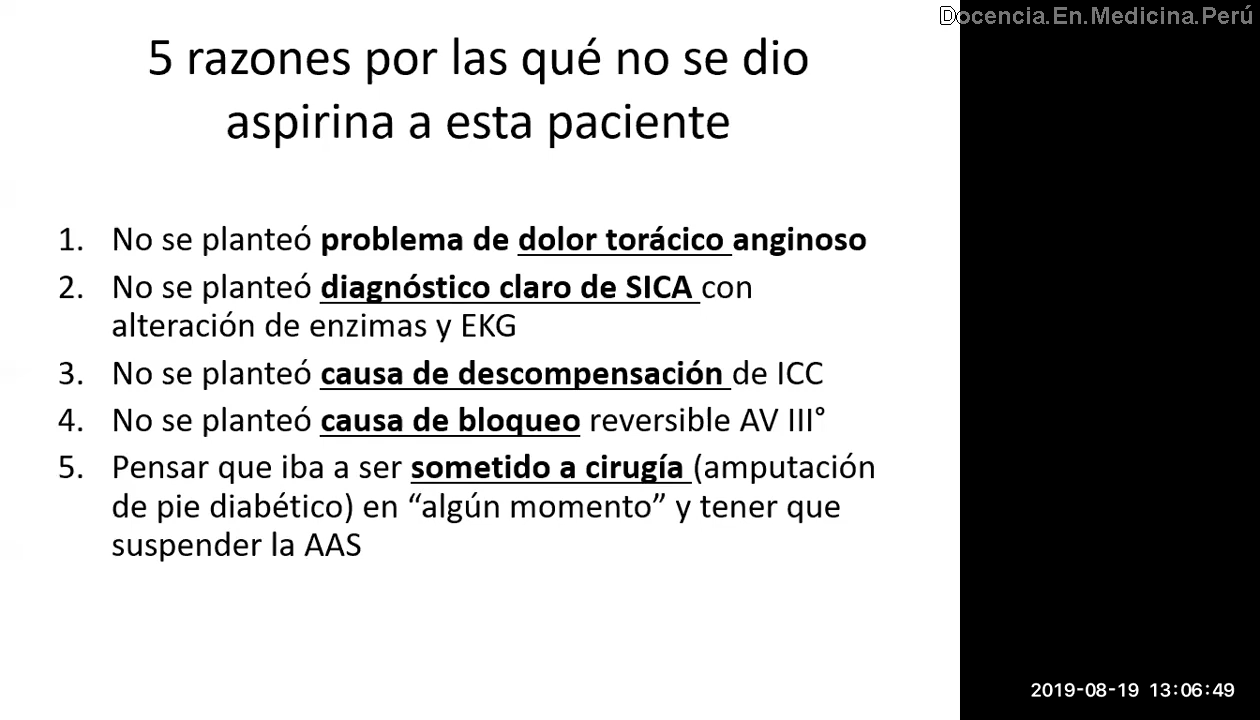 Docencia.En.Medicina.Perú
5 razones por las qué no se dio
aspirina a esta paciente
1. No se planteó problema de dolor torácico anginoso
2. No se planteó diagnóstico claro de SICA con
alteración de enzimas y EKG
3. No se planteó causa de descompensación de ICC
4. No se planteó causa de bloqueo reversible AV III°
5. Pensar que iba a ser sometido a cirugía (amputación
de pie diabético) en “algún momento” y tener que
suspender la AAS
2019-08-19 13:06:49